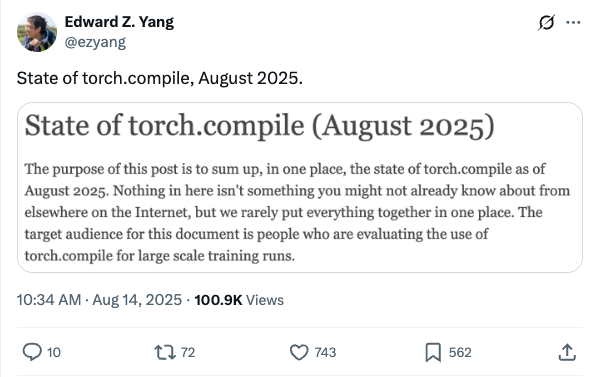 Edward Z. Yang
@ezyang
State of torch.compile, August 2025.
State of torch.compile (August 2025)
The purpose of this post is to sum up, in one place, the state of torch.compile as of
August 2025. Nothing in here isn't something you might not already know about from
elsewhere on the Internet, but we rarely put everything together in one place. The
target audience for this document is people who are evaluating the use of
torch.compile for large scale training runs.
10:34 AM · Aug 14, 2025 · 100.9K Views
10 72 743 562